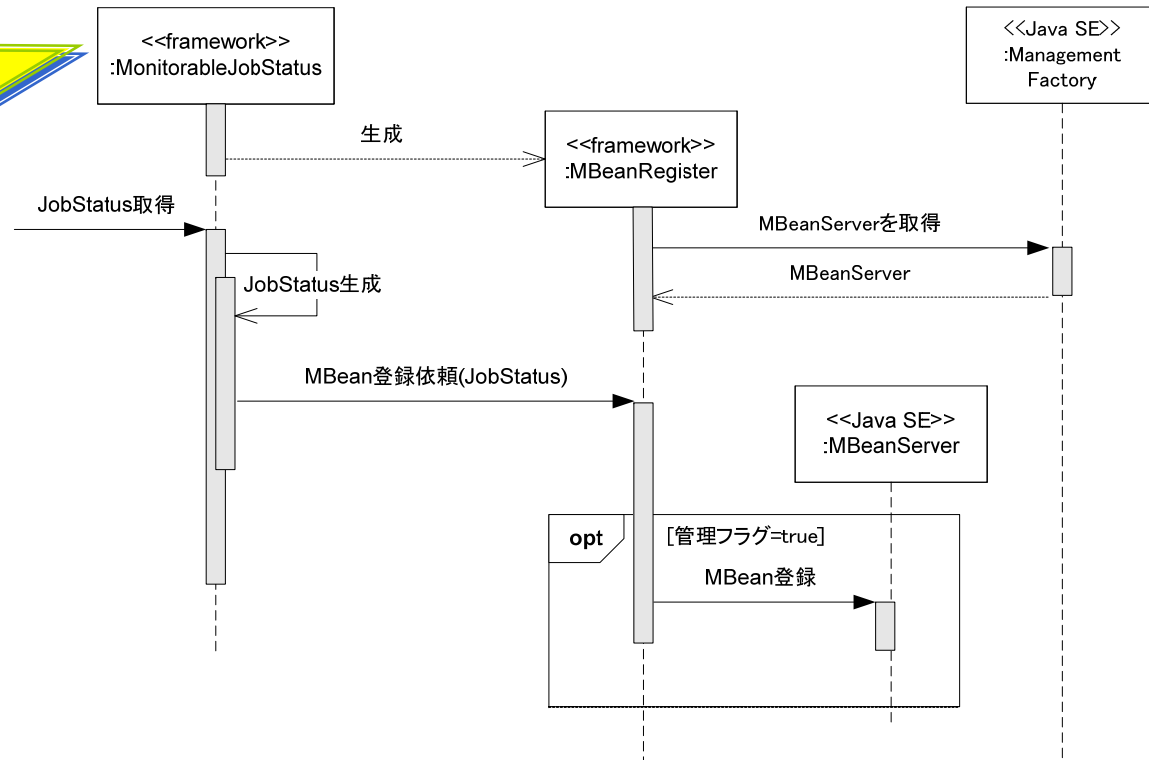 <<framework>>
:MonitorableJobStatus
<<Java SE>>
:Management
Factory
生成
<<framework>>
:MBeanRegister
JobStatus取得
MBeanServerを取得
MBeanServer
JobStatus生成
MBean登録依頼(JobStatus)
<<Java SE>>
:MBeanServer
opt
[管理フラグ=true]
MBean登録